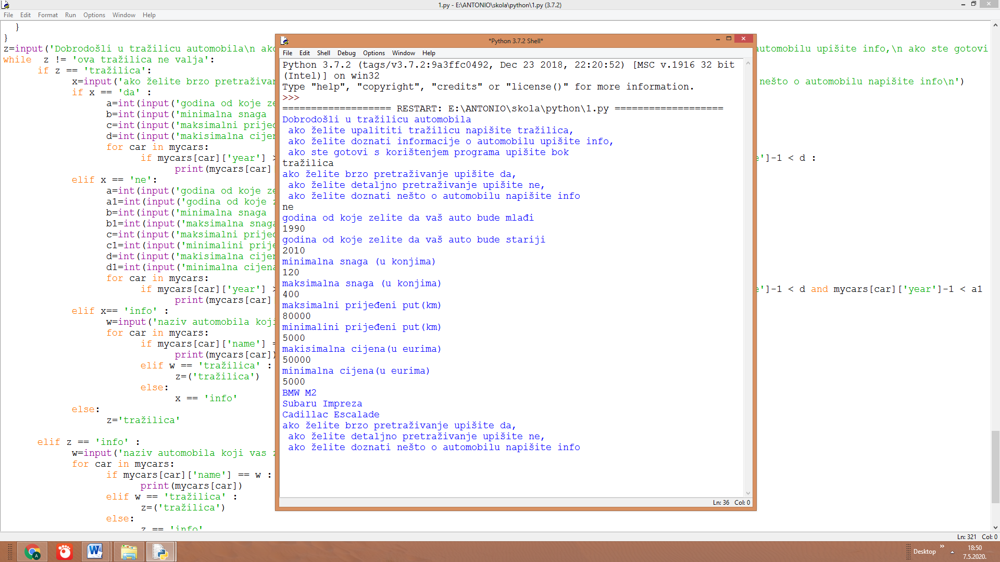 1.py - E:\ANTONIO\skola\python\1.py (3.7.2)
File Edit Format Run Options Window Help
}
}
z=input('Dobrodošli u tražilicu automobila\n ako
while  z != 'ova tražilica ne valja':
if z == 'tražilica':
x=input('ako želite brzo pretraživan
if x == 'da' :
a=int(input('godina od koje ze
b=int(input('minimalna snaga
c=int(input('maksimalni prijeđ
d=int(input('makisimalna cijen
for car in mycars:
if mycars[car]['year'] >
print(mycars[car]
elif x == 'ne':
a=int(input('godina od koje ze
a1=int(input('godina od koje z
b=int(input('minimalna snaga
b1=int(input('maksimalna snaga
c=int(input('maksimalni prijeđ
c1=int(input('minimalini prije
d=int(input('makisimalna cijen
d1=int(input('minimalna cijena
for car in mycars:
if mycars[car]['year'] >
print(mycars[car]
elif x== 'info' :
w=input('naziv automobila koji
for car in mycars:
if mycars[car]['name'] =
print(mycars[car])
elif w == 'tražilica' :
z=('tražilica')
else:
x == 'info'
else:
z='tražilica'
elif z == 'info' :
w=input('naziv automobila koji vas z
for car in mycars:
if mycars[car]['name'] == w :
print(mycars[car])
elif w == 'tražilica' :
z=('tražilica')
else:
z == 'info'
*Python 3.7.2 Shell*
File Edit Shell Debug Options Window Help
Python 3.7.2 (tags/v3.7.2:9a3ffc0492, Dec 23 2018, 22:20:52) [MSC v.1916 32 bit
(Intel)] on win32
Type "help", "copyright", "credits" or "license()" for more information.
>>>
=================== RESTART: E:\ANTONIO\skola\python\1.py ===================
Dobrodošli u tražilicu automobila
ako želite upalititi tražilicu napišite tražilica,
ako želite doznati informacije o automobilu upišite info,
ako ste gotovi s korištenjem programa upišite bok
tražilica
ako želite brzo pretraživanje upišite da,
ako želite detaljno pretraživanje upišite ne,
ako želite doznati nešto o automobilu napišite info
ne
godina od koje zelite da vaš auto bude mlađi
1990
godina od koje zelite da vaš auto bude stariji
2010
minimalna snaga (u konjima)
120
maksimalna snaga (u konjima)
400
maksimalni prijeđeni put(km)
80000
minimalini prijeđeni put(km)
5000
makisimalna cijena(u eurima)
50000
minimalna cijena(u eurima)
5000
BMW M2
Subaru Impreza
Cadillac Escalade
ako želite brzo pretraživanje upišite da,
ako želite detaljno pretraživanje upišite ne,
ako želite doznati nešto o automobilu napišite info
Ln: 36 Col: 0
utomobilu upišite info,\n ako ste gotovi
nešto o automobilu napišite info\n')
e']-1 < d :
e']-1 < d and mycars[car]['year']-1 < a1
Ln: 321 Col: 0
Desktop
18:50
7.5.2020.